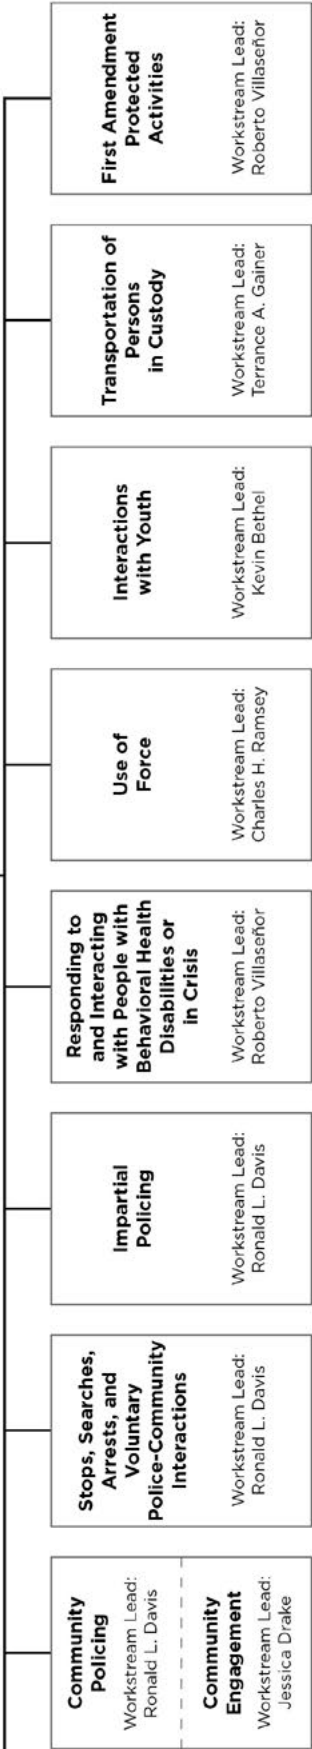 Community
Policing
Workstream Lead:
Ronald L. Davis
Community
Engagement
Workstream Lead:
Jessica Drake
Stops, Searches,
Arrests, and
Voluntary
Police-Community
Interactions
Workstream Lead:
Ronald L. Davis
Impartial
Policing
Workstream Lead:
Ronald L. Davis
Responding to
and Interacting
with People with
Behavioral Health
Disabilities or
in Crisis
Workstream Lead:
Roberto Villaseñor
Use of
Force
Workstream Lead:
Charles H. Ramsey
Interactions
with Youth
Workstream Lead:
Kevin Bethel
Transportation of
Persons
in Custody
Workstream Lead:
Terrance A. Gainer
First Amendment
Protected
Activities
Workstream Lead:
Roberto Villaseñor